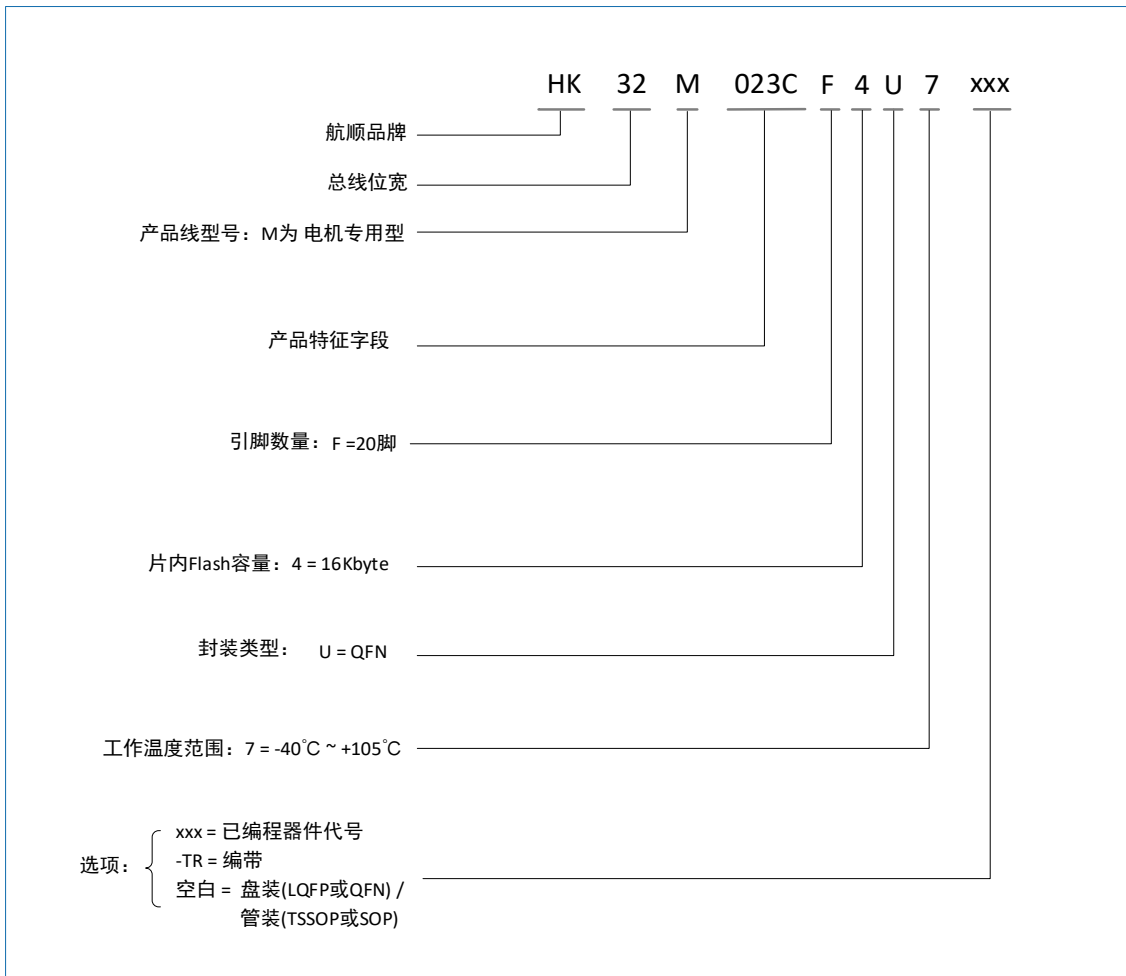 HK 32 M 023C F 4 U 7 xxx
航顺品牌
总线位宽
产品线型号：M为 电机专用型
产品特征字段
引脚数量：F =20脚
片内Flash容量：4 = 16Kbyte
封装类型： U = QFN
工作温度范围：7 = -40℃ ~ +105℃
选项：
xxx = 已编程器件代号
-TR = 编带
空白 = 盘装(LQFP或QFN) /
管装(TSSOP或SOP)